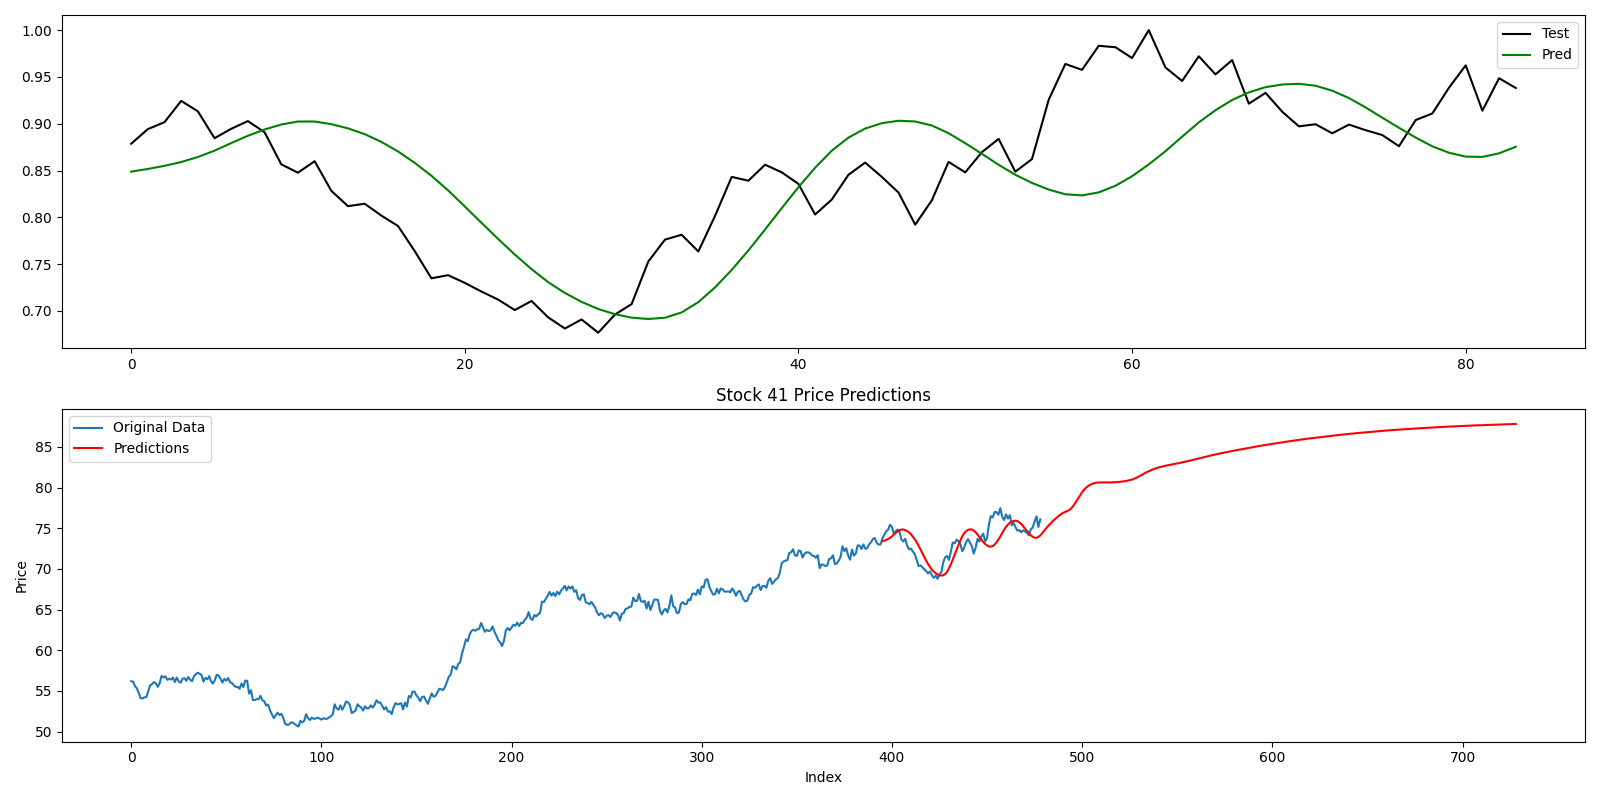 1.00
0.95
0.90
0.85
0.80
0.75
0.70
Test
Pred
0 20 40 60 80
Stock 41 Price Predictions
Original Data
Predictions
Price
85
80
75
70
65
60
55
50
0 100 200 300 400 500 600 700
Index